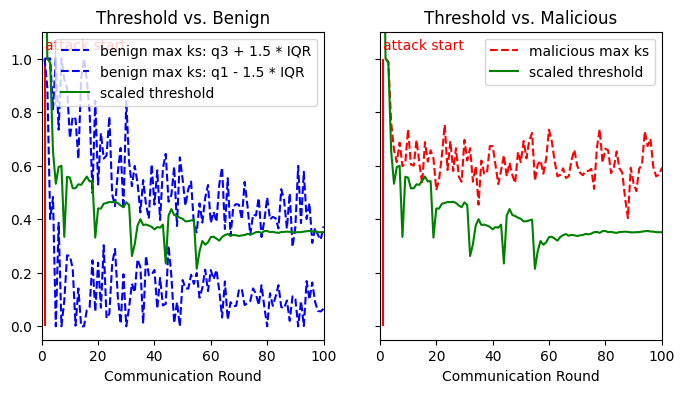 Threshold vs. Benign
attack start
benign max ks: q3 + 1.5 * IQR
benign max ks: q1 - 1.5 * IQR
scaled threshold
1.0
0.8
0.6
0.4
0.2
0.0
0
20
40
60
80
100
Communication Round
Threshold vs. Malicious
attack start
malicious max ks
scaled threshold
0
20
40
60
80
100
Communication Round